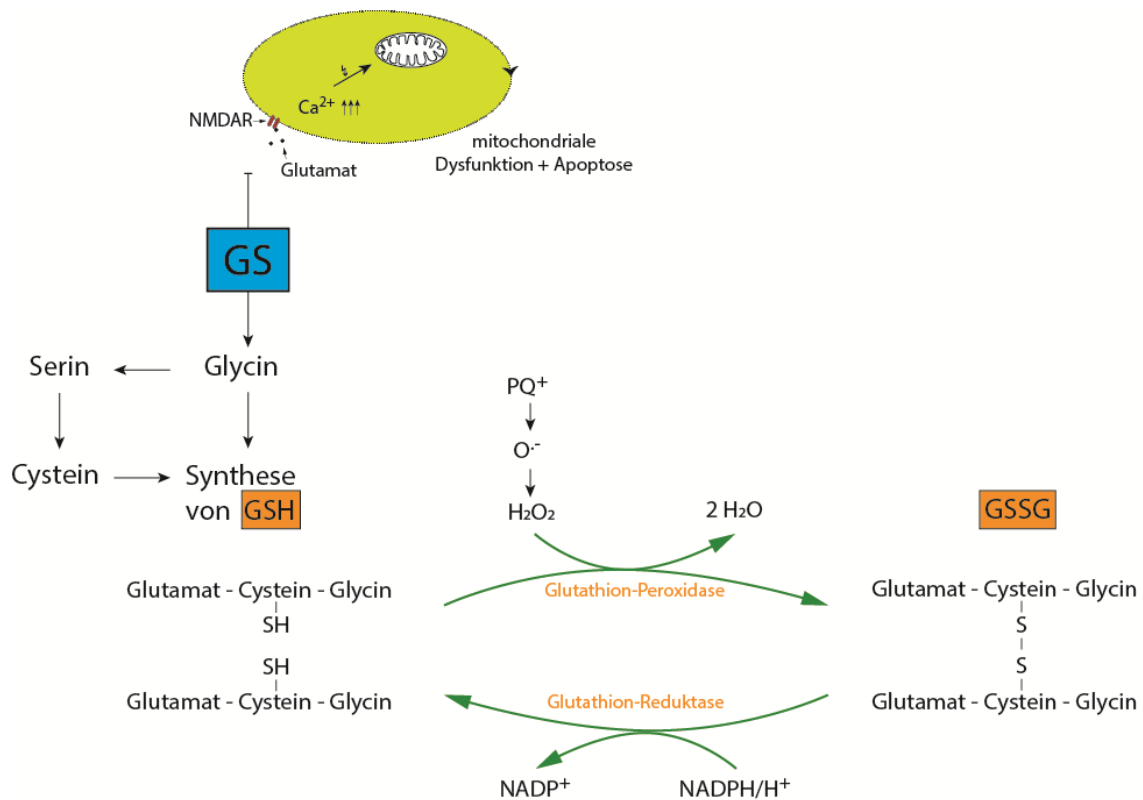 Ca²⁺ ↑↑↑
NMDAR
Glutamat
mitochondriale
Dysfunktion + Apoptose
GS
Serin
Glycin
Cystein
Synthese
von GSH
PQ⁺
O·⁻
H₂O₂
2 H₂O
GSSG
Glutamat - Cystein - Glycin
SH
SH
Glutamat - Cystein - Glycin
Glutathion-Peroxidase
Glutathion-Reduktase
NADP⁺
NADPH/H⁺
Glutamat - Cystein - Glycin
S
S
Glutamat - Cystein - Glycin